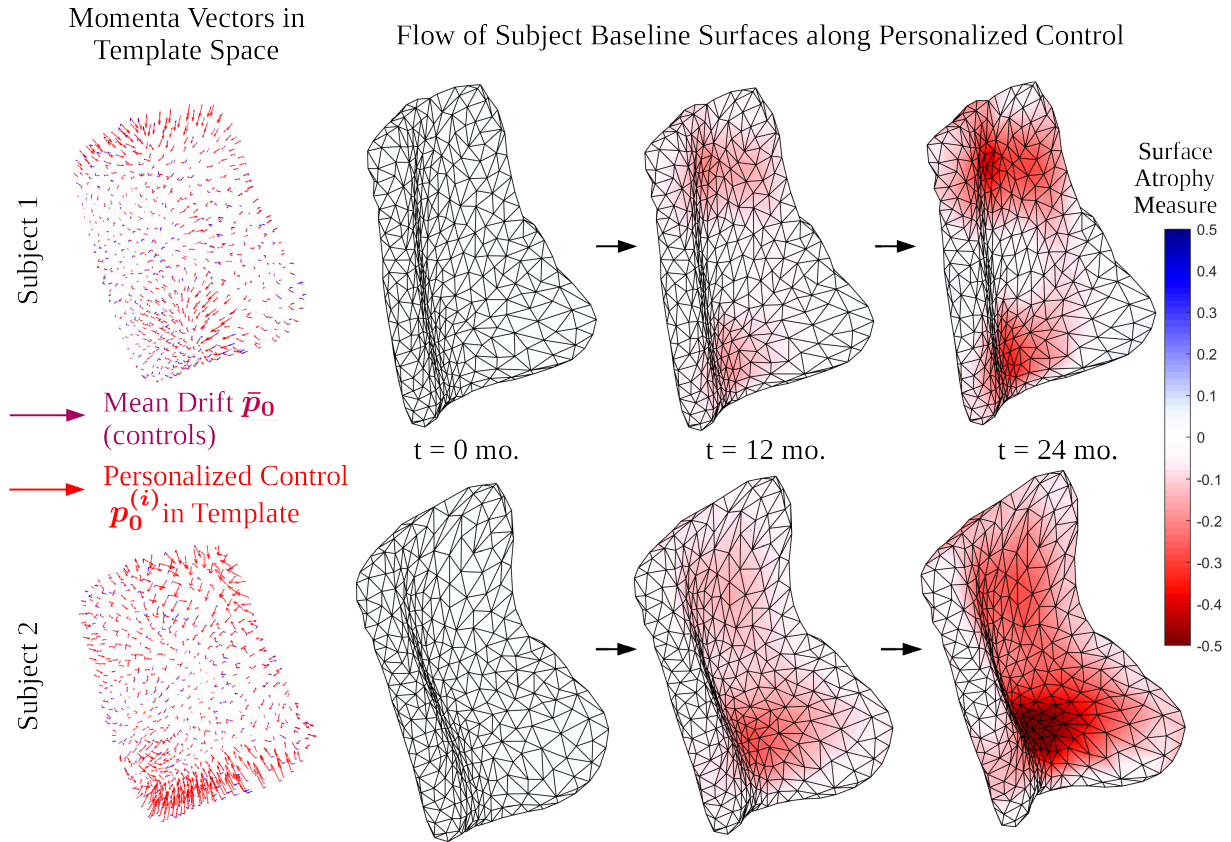 Momenta Vectors in
Template Space
Flow of Subject Baseline Surfaces along Personalized Control
Subject 1
Surface
Atrophy
Measure
0.5
0.4
0.3
0.2
0.1
0
-0.1
-0.2
-0.3
-0.4
-0.5
Mean Drift p̄₀
(controls)
t = 0 mo.
t = 12 mo.
t = 24 mo.
Personalized Control
p₀⁽ⁱ⁾ in Template
Subject 2